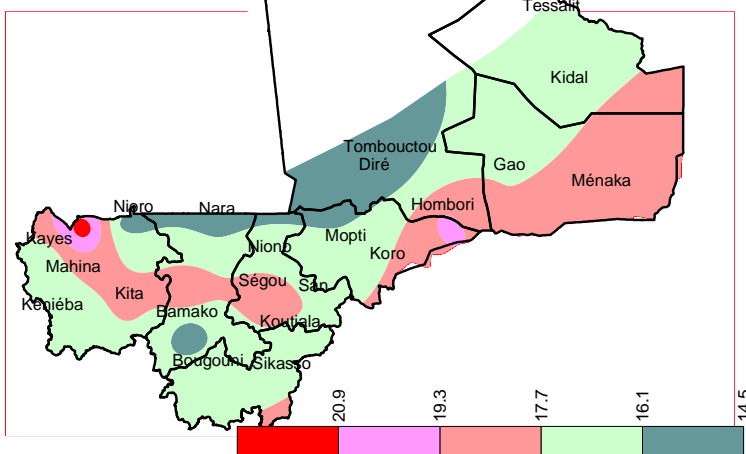 Tessalit
Kidal
Tombouctou
Diré
Gao
Ménaka
Hombori
Nioro
Nara
Mopti
Niono
Koro
Kayes
Mahina
Kita
Ségou
San
Kéniéba
Bamako
Koutiala
Bougouni
Sikasso
20.9
19.3
17.7
16.1
14.5